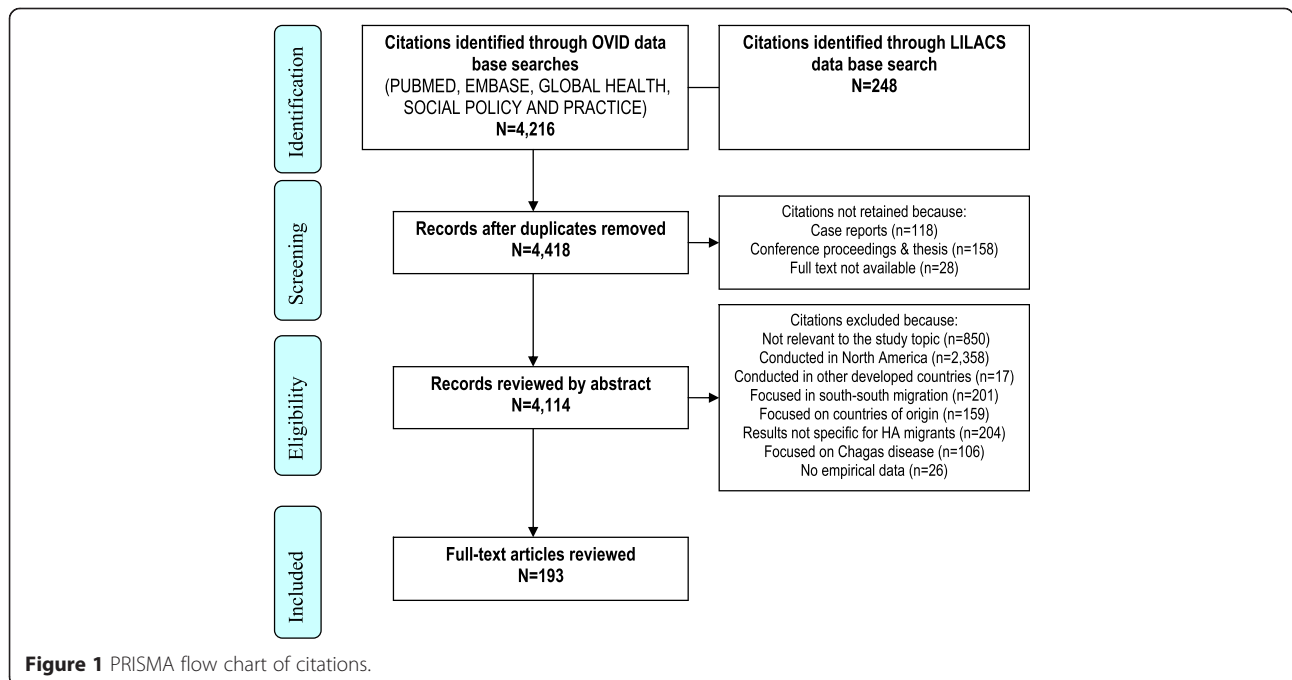 Identification
Citations identified through OVID data
base searches
(PUBMED, EMBASE, GLOBAL HEALTH,
SOCIAL POLICY AND PRACTICE)
N=4,216
Citations identified through LILACS
data base search
N=248
Screening
Records after duplicates removed
N=4,418
Citations not retained because:
Case reports (n=118)
Conference proceedings & thesis (n=158)
Full text not available (n=28)
Eligibility
Records reviewed by abstract
N=4,114
Citations excluded because:
Not relevant to the study topic (n=850)
Conducted in North America (n=2,358)
Conducted in other developed countries (n=17)
Focused in south-south migration (n=201)
Focused on countries of origin (n=159)
Results not specific for HA migrants (n=204)
Focused on Chagas disease (n=106)
No empirical data (n=26)
Included
Full-text articles reviewed
N=193
Figure 1 PRISMA flow chart of citations.